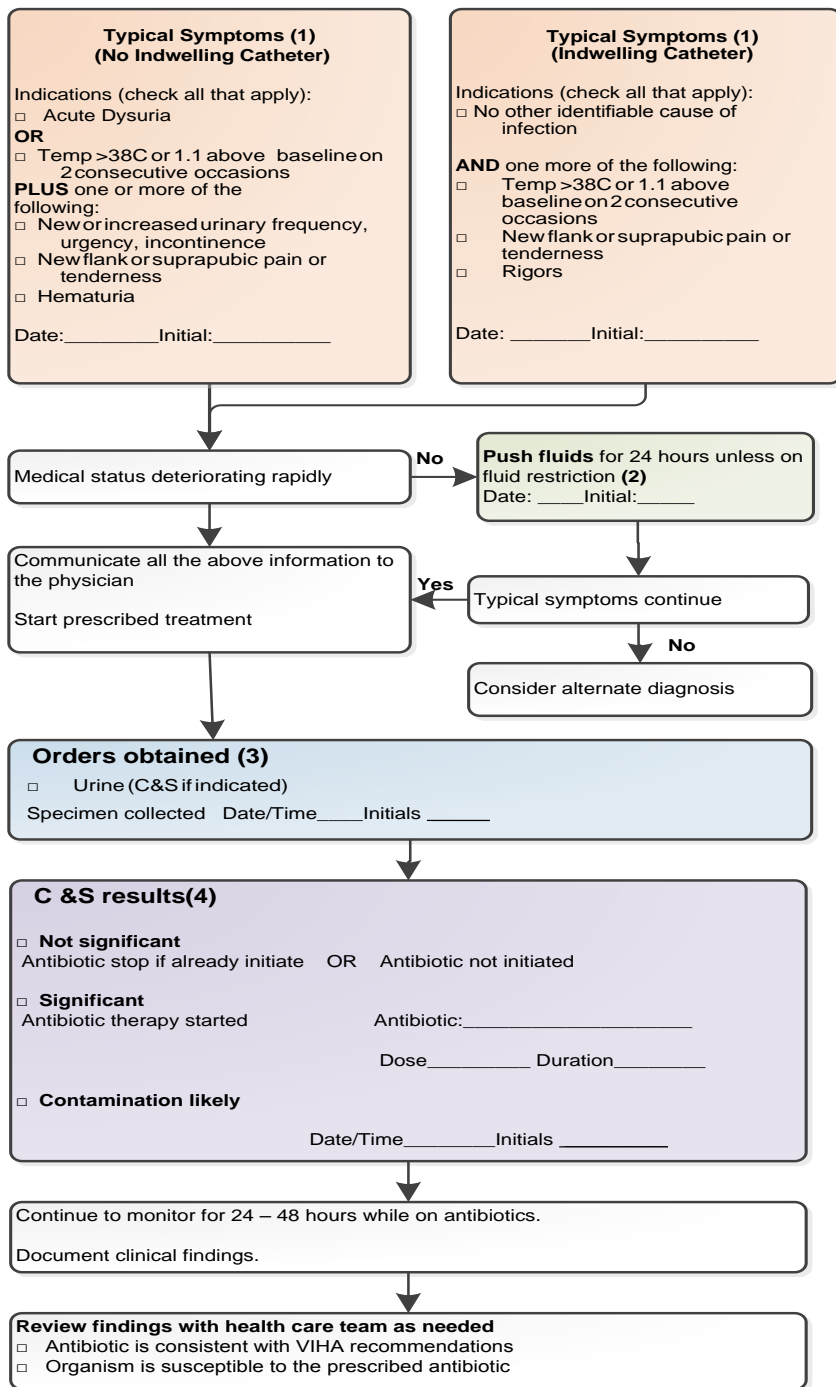 Typical Symptoms (1)
(No Indwelling Catheter)
Indications (check all that apply):
□ Acute Dysuria
OR
□ Temp >38C or 1.1 above baseline on
2 consecutive occasions
PLUS one or more of the
following:
□ New or increased urinary frequency,
urgency, incontinence
□ New flank or suprapubic pain or
tenderness
□ Hematuria
Date:________Initial:__________
Typical Symptoms (1)
(Indwelling Catheter)
Indications (check all that apply):
□ No other identifiable cause of
infection
AND one more of the following:
□ Temp >38C or 1.1 above
baseline on 2 consecutive
occasions
□ New flank or suprapubic pain or
tenderness
□ Rigors
Date: _______Initial:__________
Medical status deteriorating rapidly
No
Push fluids for 24 hours unless on
fluid restriction (2)
Date: ____Initial:_____
Communicate all the above information to
the physician
Start prescribed treatment
Yes
Typical symptoms continue
No
Consider alternate diagnosis
Orders obtained (3)
□ Urine (C&S if indicated)
Specimen collected Date/Time____Initials ______
C &S results(4)
□ Not significant
Antibiotic stop if already initiate OR Antibiotic not initiated
□ Significant
Antibiotic therapy started Antibiotic:____________________
Dose_________ Duration________
□ Contamination likely
Date/Time________Initials __________
Continue to monitor for 24 – 48 hours while on antibiotics.
Document clinical findings.
Review findings with health care team as needed
□ Antibiotic is consistent with VIHA recommendations
□ Organism is susceptible to the prescribed antibiotic